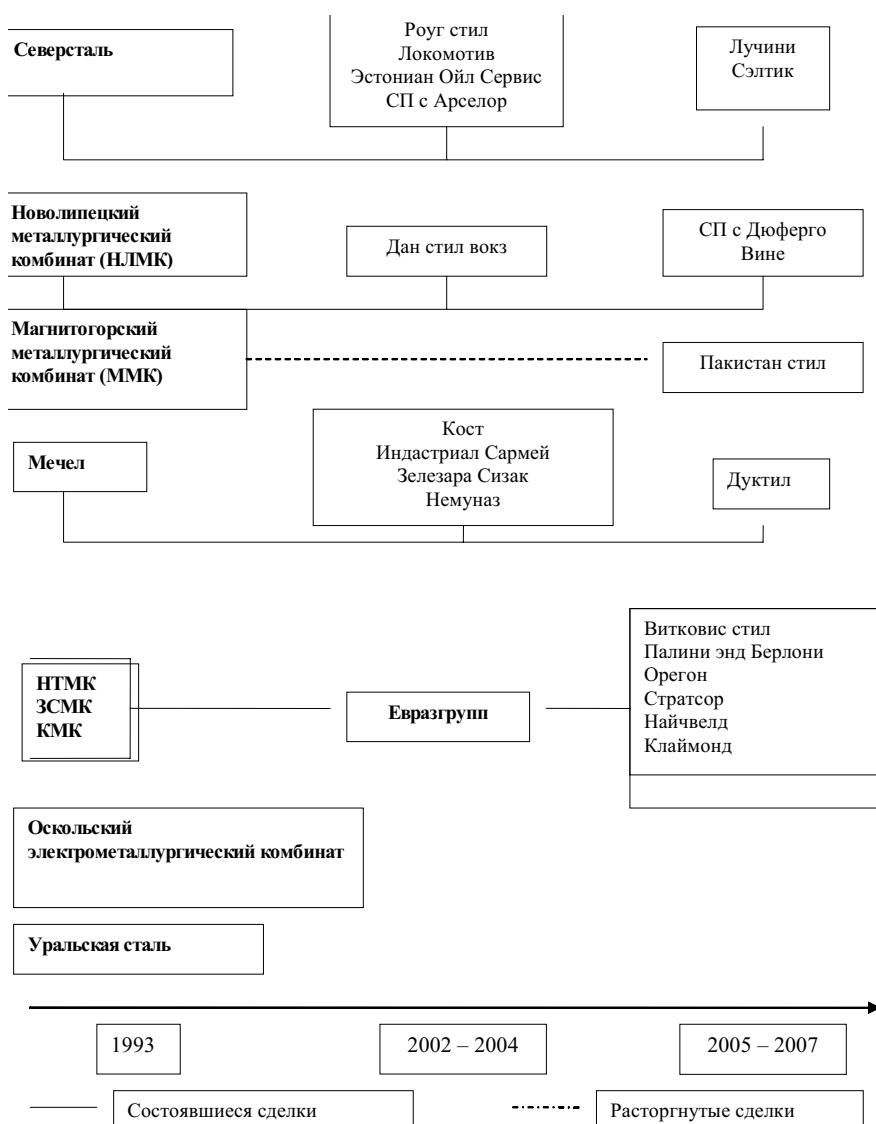 Северсталь
Роуг стил
Локомотив
Эстониан Ойл Сервис
СП с Арселор
Лучини
Сэлтик
Новолипецкий
металлургический
комбинат (НЛМК)
Дан стил вокз
СП с Дюферго
Вине
Магнитогорский
металлургический
комбинат (ММК)
Пакистан стил
Мечел
Кост
Индастриал Сармей
Зелезара Сизак
Немуназ
Дуктил
НТМК
ЗСМК
КМК
Евразгрупп
Витковис стил
Палини энд Берлони
Орегон
Стратсор
Найчвелд
Клаймонд
Оскольский
электрометаллургический комбинат
Уральская сталь
1993
2002 – 2004
2005 – 2007
Состоявшиеся сделки
Расторгнутые сделки